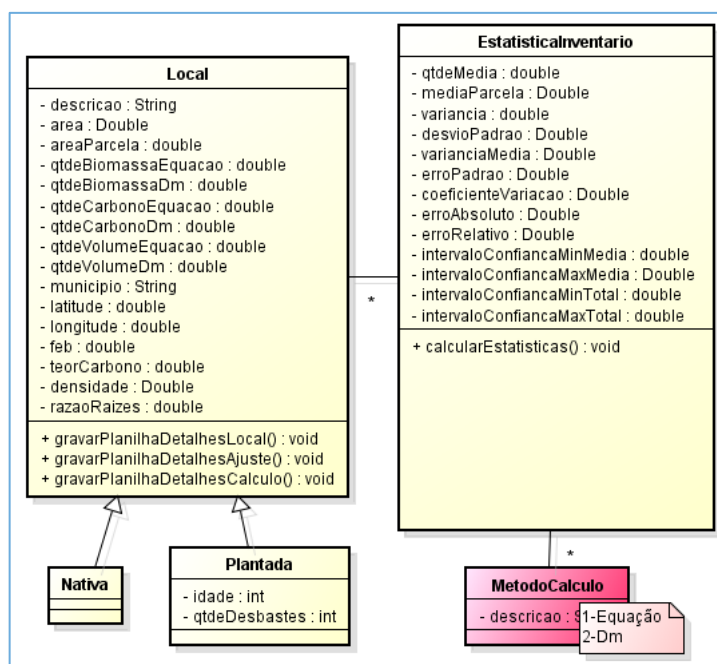 Local
- descricao : String
- area : Double
- areaParcela : double
- qtdeBiomassaEquacao : double
- qtdeBiomassaDm : double
- qtdeCarbonoEquacao : double
- qtdeCarbonoDm : double
- qtdeVolumeEquacao : double
- qtdeVolumeDm : double
- municipio : String
- latitude : double
- longitude : double
- feb : double
- teorCarbono : double
- densidade : Double
- razaoRaizes : double
+ gravarPlanilhaDetalhesLocal() : void
+ gravarPlanilhaDetalhesAjuste() : void
+ gravarPlanilhaDetalhesCalculo() : void
EstatisticaInventario
- qtdeMedia : double
- mediaParcela : Double
- variancia : double
- desvioPadrao : Double
- varianciaMedia : double
- erroPadrao : Double
- coeficienteVariacao : Double
- erroAbsoluto : Double
- erroRelativo : Double
- intervaloConfiancaMinMedia : double
- intervaloConfiancaMaxMedia : Double
- intervaloConfiancaMinTotal : double
- intervaloConfiancaMaxTotal : double
+ calcularEstatisticas() : void
*
Nativa
Plantada
- idade : int
- qtdeDesbastes : int
*
MetodoCalculo
- descricao :
1-Equação
2-Dm